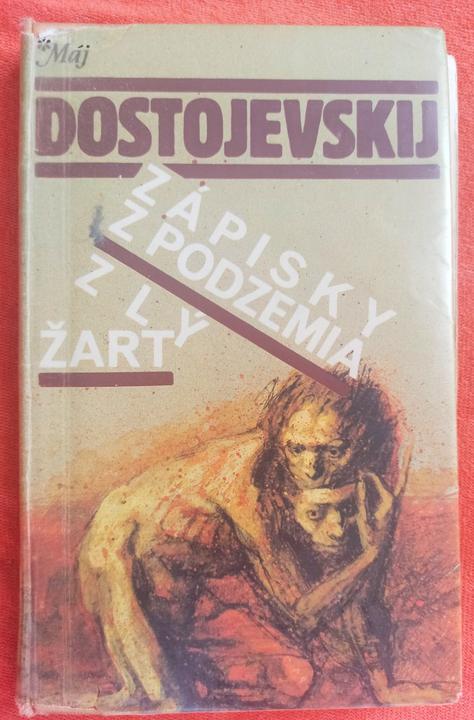 Máj
DOSTOJEVSKIJ
ZÁPISKY
Z PODZEMIA
ZLÝ
ŽART